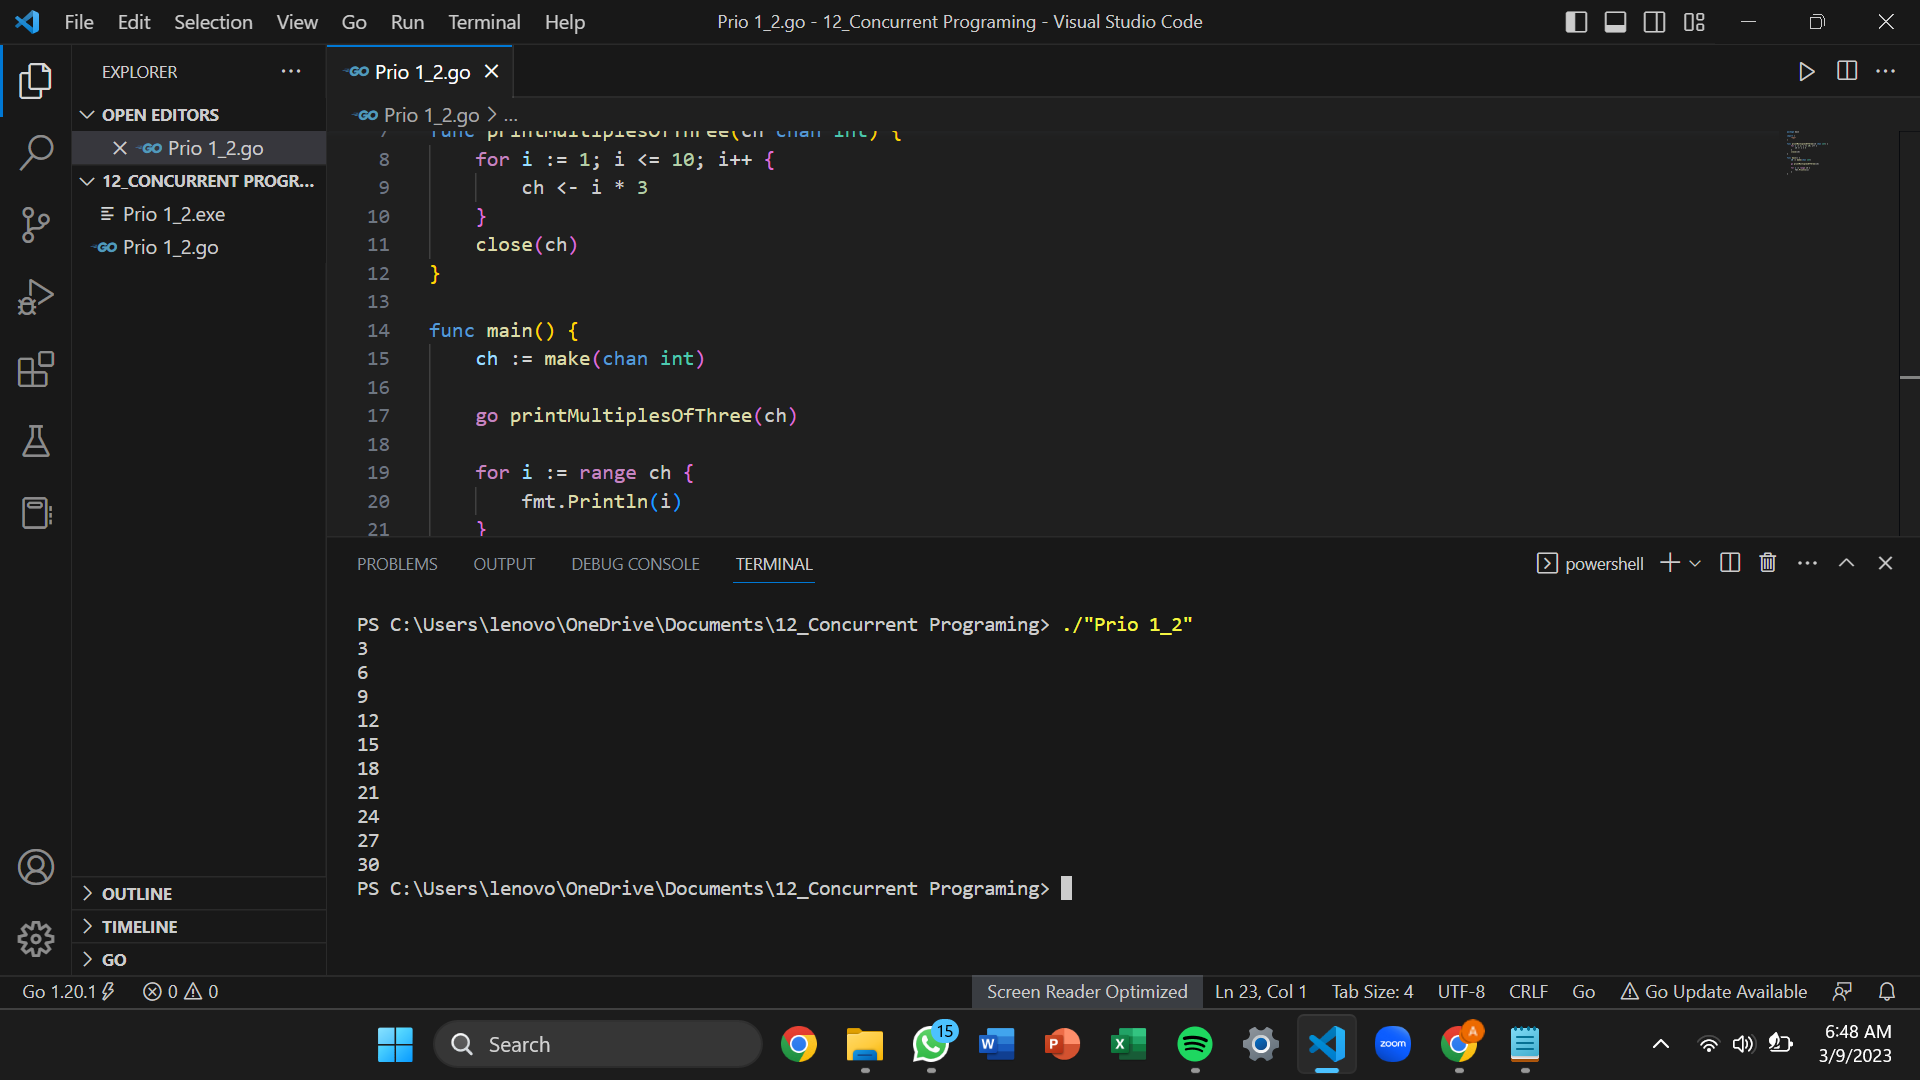 File Edit Selection View Go Run Terminal Help
Prio 1_2.go - 12_Concurrent Programing - Visual Studio Code
EXPLORER
OPEN EDITORS
GO Prio 1_2.go
12_CONCURRENT PROGR...
Prio 1_2.exe
GO Prio 1_2.go
OUTLINE
TIMELINE
GO
GO Prio 1_2.go
GO Prio 1_2.go > ...
7 func printMultiplesOfThree(ch chan int) {
8 for i := 1; i <= 10; i++ {
9 ch <- i * 3
10 }
11 close(ch)
12 }
13
14 func main() {
15 ch := make(chan int)
16
17 go printMultiplesOfThree(ch)
18
19 for i := range ch {
20 fmt.Println(i)
21 }
PROBLEMS OUTPUT DEBUG CONSOLE TERMINAL
powershell
PS C:\Users\lenovo\OneDrive\Documents\12_Concurrent Programing> ./"Prio 1_2"
3
6
9
12
15
18
21
24
27
30
PS C:\Users\lenovo\OneDrive\Documents\12_Concurrent Programing>
Go 1.20.1 0 0
Screen Reader Optimized Ln 23, Col 1 Tab Size: 4 UTF-8 CRLF Go Go Update Available
Search
15
W
P
X
zoom
A
6:48 AM
3/9/2023